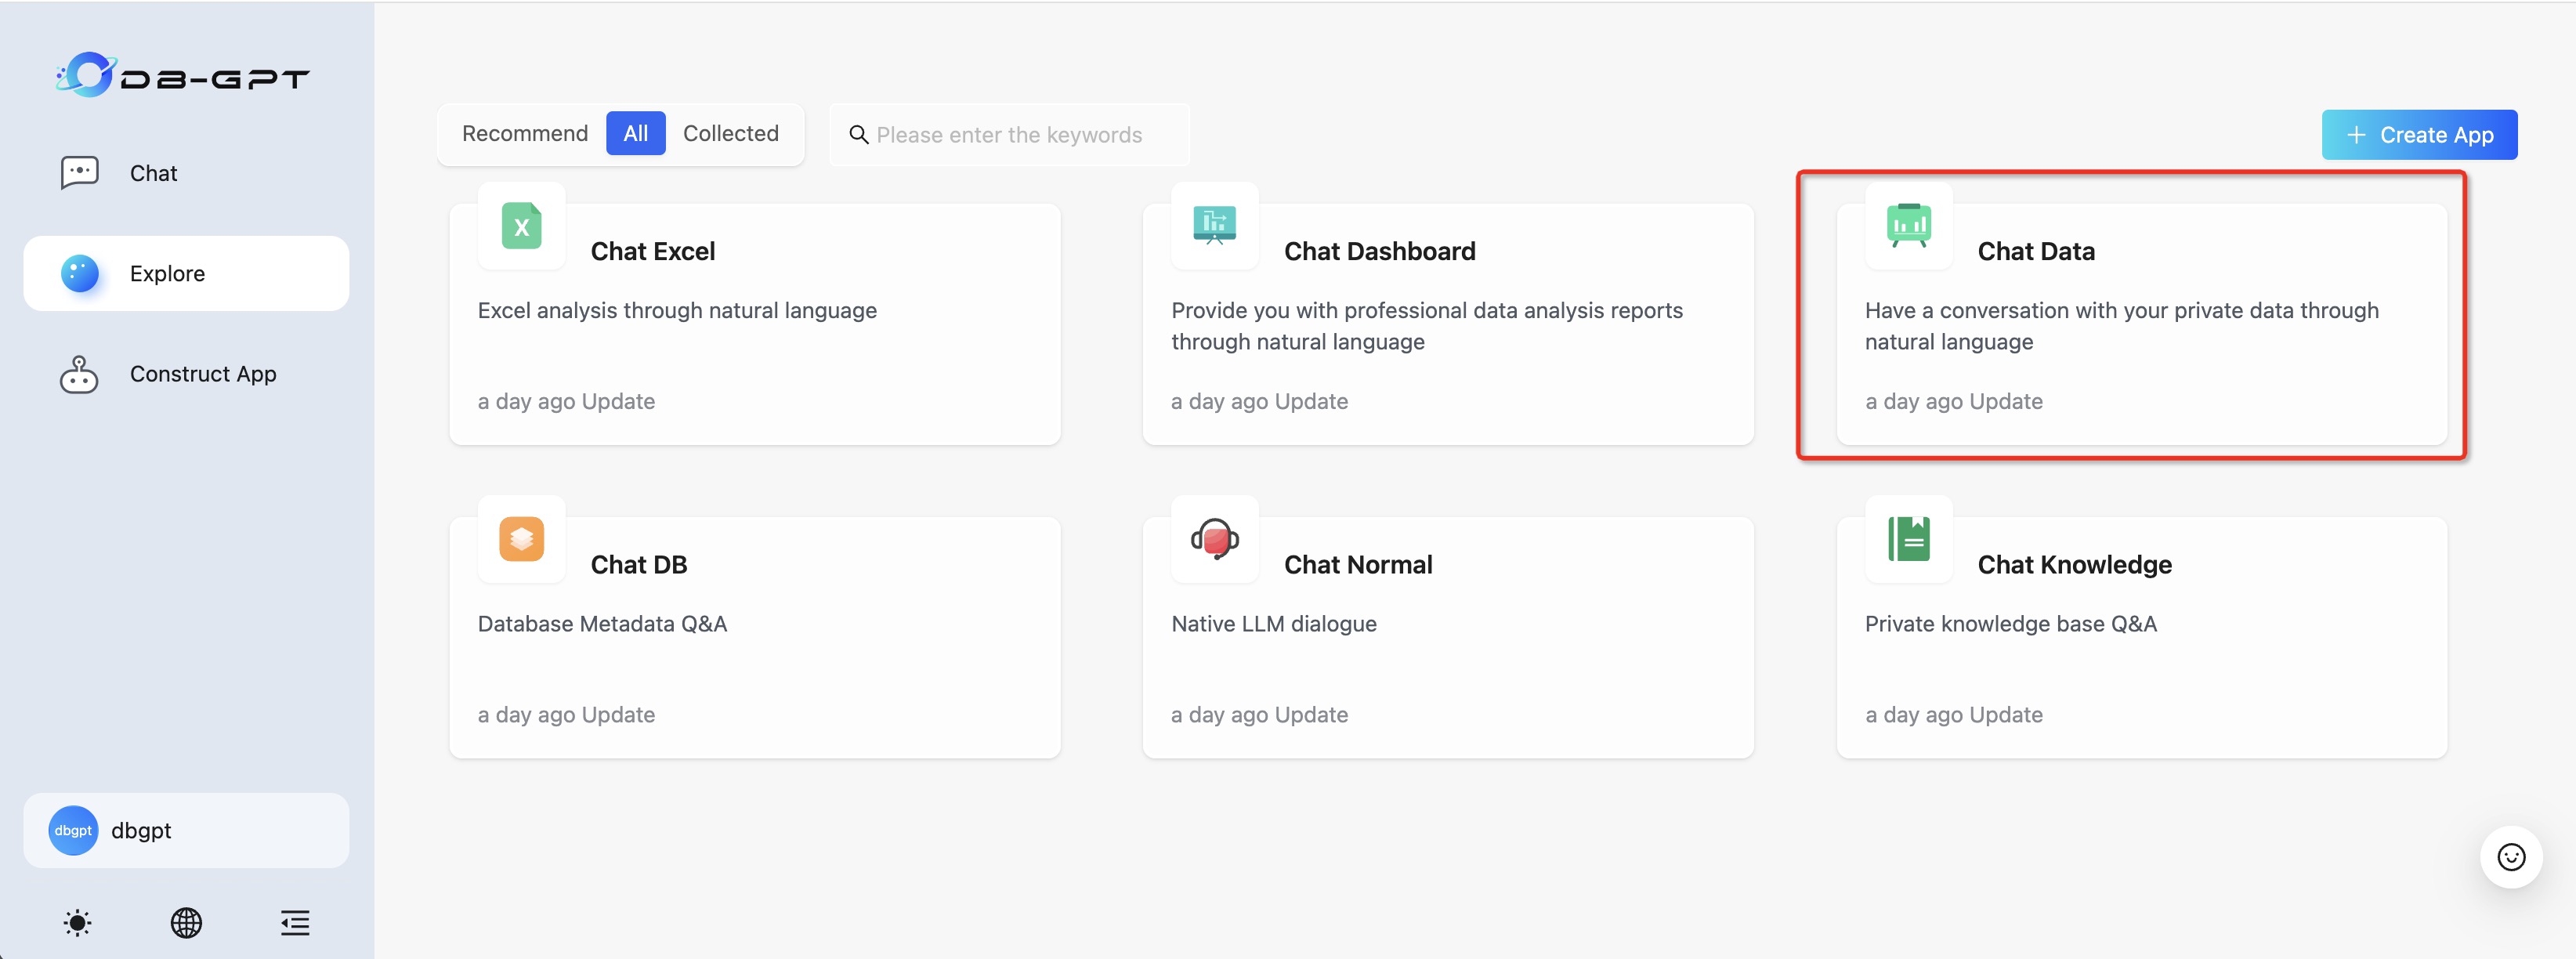 DB-GPT
Chat
Explore
Construct App
dbgpt
dbgpt
Recommend
All
Collected
Please enter the keywords
+ Create App
X
Chat Excel
Excel analysis through natural language
a day ago Update
Chat Dashboard
Provide you with professional data analysis reports
through natural language
a day ago Update
Chat Data
Have a conversation with your private data through
natural language
a day ago Update
Chat DB
Database Metadata Q&A
a day ago Update
Chat Normal
Native LLM dialogue
a day ago Update
Chat Knowledge
Private knowledge base Q&A
a day ago Update